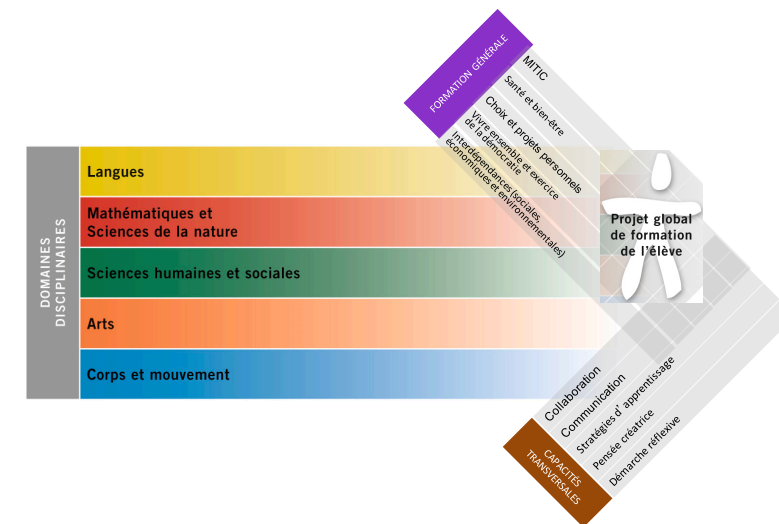 FORMATION GÉNÉRALE
MITIC
Santé et bien-être
Choix et projets personnels
Vivre ensemble et exercice
de la démocratie
Interdépendances (sociales,
économiques et environnementales)
DOMAINES
DISCIPLINAIRES
Langues
Mathématiques et
Sciences de la nature
Sciences humaines et sociales
Arts
Corps et mouvement
Projet global
de formation
de l'élève
Collaboration
Communication
Stratégies d' apprentissage
Pensée créatrice
Démarche réflexive
CAPACITÉS
TRANSVERSALES